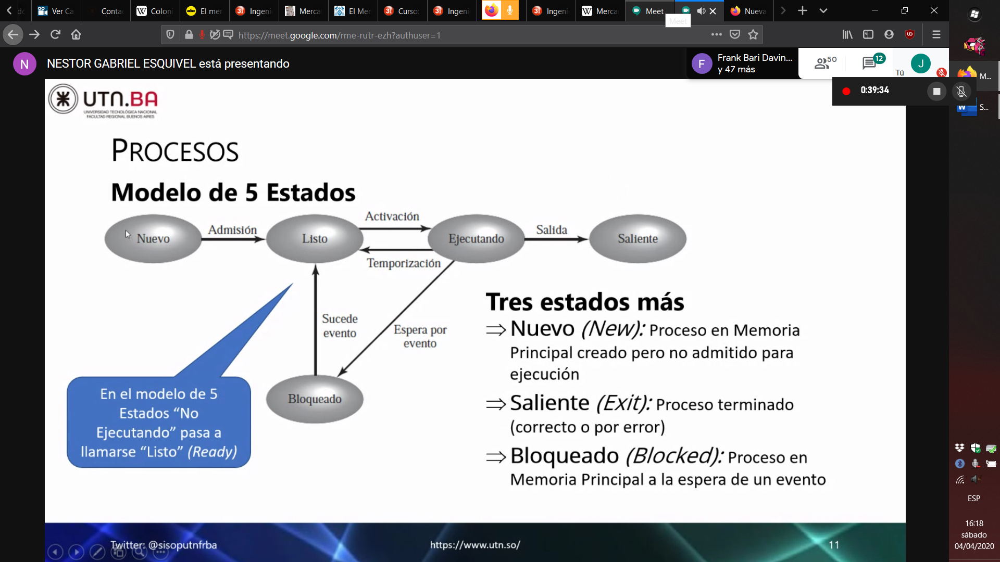 Ver Ca
Contac
Coloni
El mer
Ingeni
Merca
El Mer
Curso:
Ingeni
Ingeni
Merca
Meet
Nueva
Meet
https://meet.google.com/rme-rutr-ezh?authuser=1
N
NESTOR GABRIEL ESQUIVEL está presentando
F
Frank Bari Davin...
y 47 más
50
12
Tú
J
0:39:34
M...
S...
UTN.BA
UNIVERSIDAD TECNOLÓGICA NACIONAL
FACULTAD REGIONAL BUENOS AIRES
PROCESOS
Modelo de 5 Estados
Nuevo
Admisión
Listo
Activación
Temporización
Ejecutando
Salida
Saliente
Sucede
evento
Espera por
evento
Bloqueado
En el modelo de 5
Estados “No
Ejecutando” pasa a
llamarse “Listo” (Ready)
Tres estados más
⇒ Nuevo (New): Proceso en Memoria
Principal creado pero no admitido para
ejecución
⇒ Saliente (Exit): Proceso terminado
(correcto o por error)
⇒ Bloqueado (Blocked): Proceso en
Memoria Principal a la espera de un evento
Twitter: @sisoputnfrba
https://www.utn.so/
11
ESP
16:18
sábado
04/04/2020